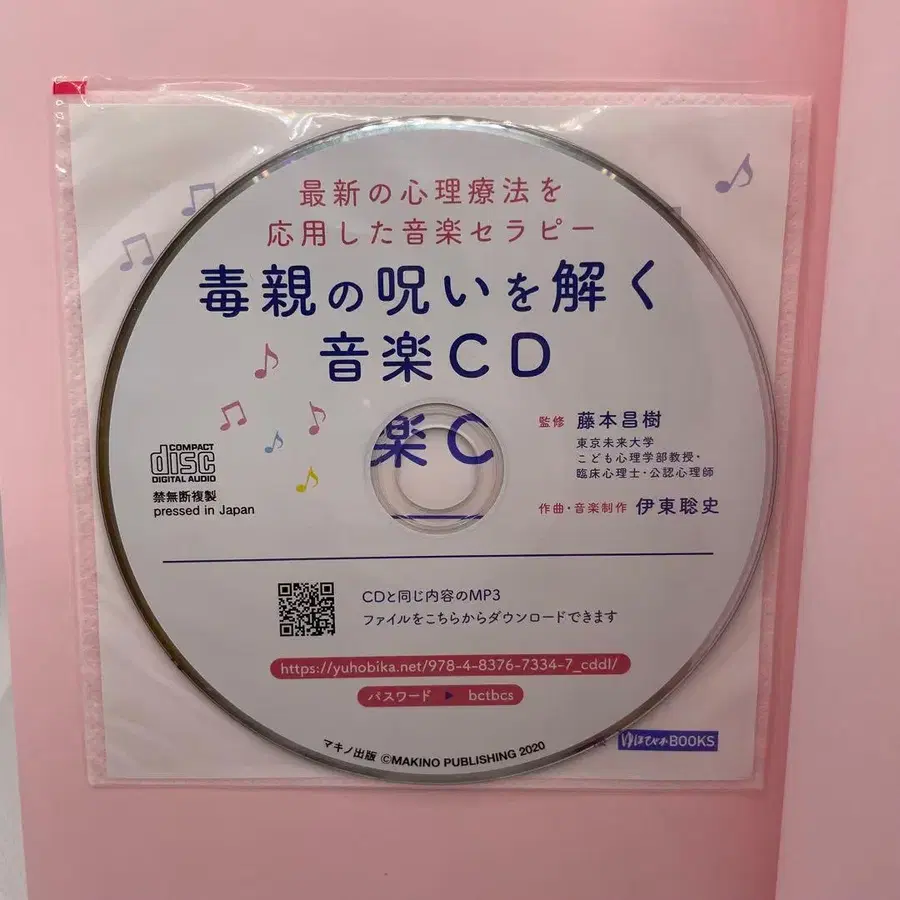 最新の心理療法を
応用した音楽セラピー
毒親の呪いを解く
音楽CD
楽C
監修 藤本昌樹
東京未来大学
こども心理学部教授・
臨床心理士・公認心理師
作曲・音楽制作 伊東聡史
COMPACT
disc
DIGITAL AUDIO
禁無断複製
pressed in Japan
CDと同じ内容のMP3
ファイルをこちらからダウンロードできます
https://yuhobika.net/978-4-8376-7334-7_cddl/
パスワード ▶ bctbcs
マキノ出版 ©MAKINO PUBLISHING 2020
ゆほびかBOOKS